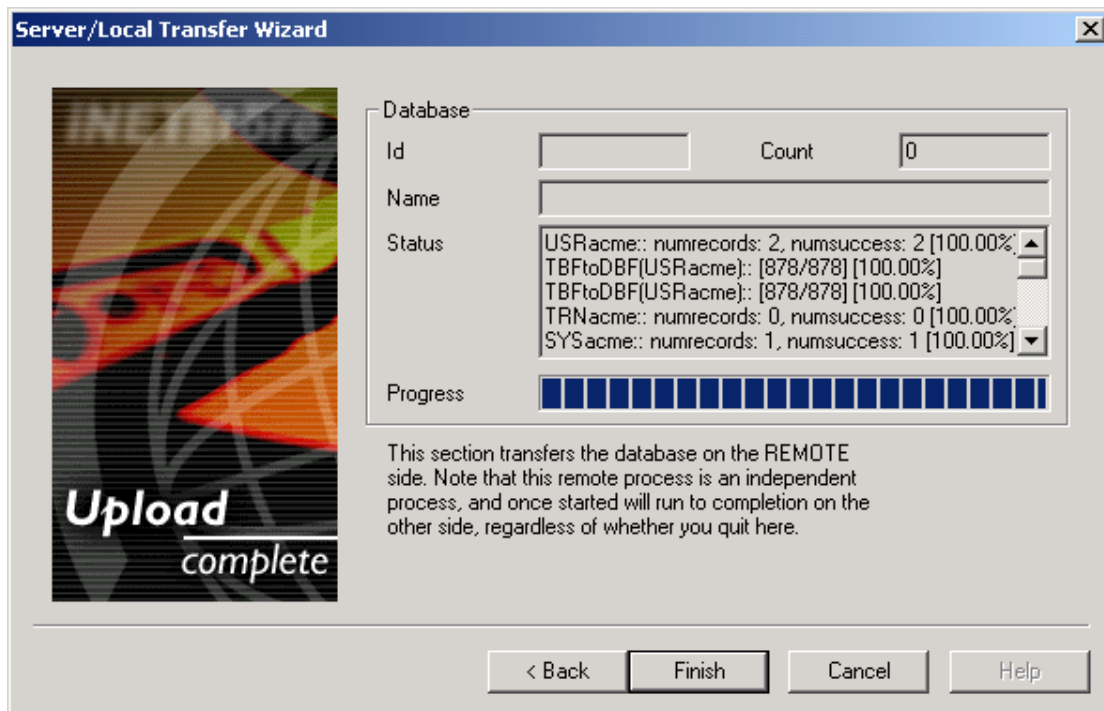 Server/Local Transfer Wizard
iNETstore
Database
Id
Count
0
Name
Status
USRacme:: numrecords: 2, numsuccess: 2 [100.00%]
TBFtoDBF(USRacme):: [878/878] [100.00%]
TBFtoDBF(USRacme):: [878/878] [100.00%]
TRNacme:: numrecords: 0, numsuccess: 0 [100.00%]
SYSacme:: numrecords: 1, numsuccess: 1 [100.00%]
Progress
This section transfers the database on the REMOTE
side. Note that this remote process is an independent
process, and once started will run to completion on the
other side, regardless of whether you quit here.
Upload
complete
< Back
Finish
Cancel
Help